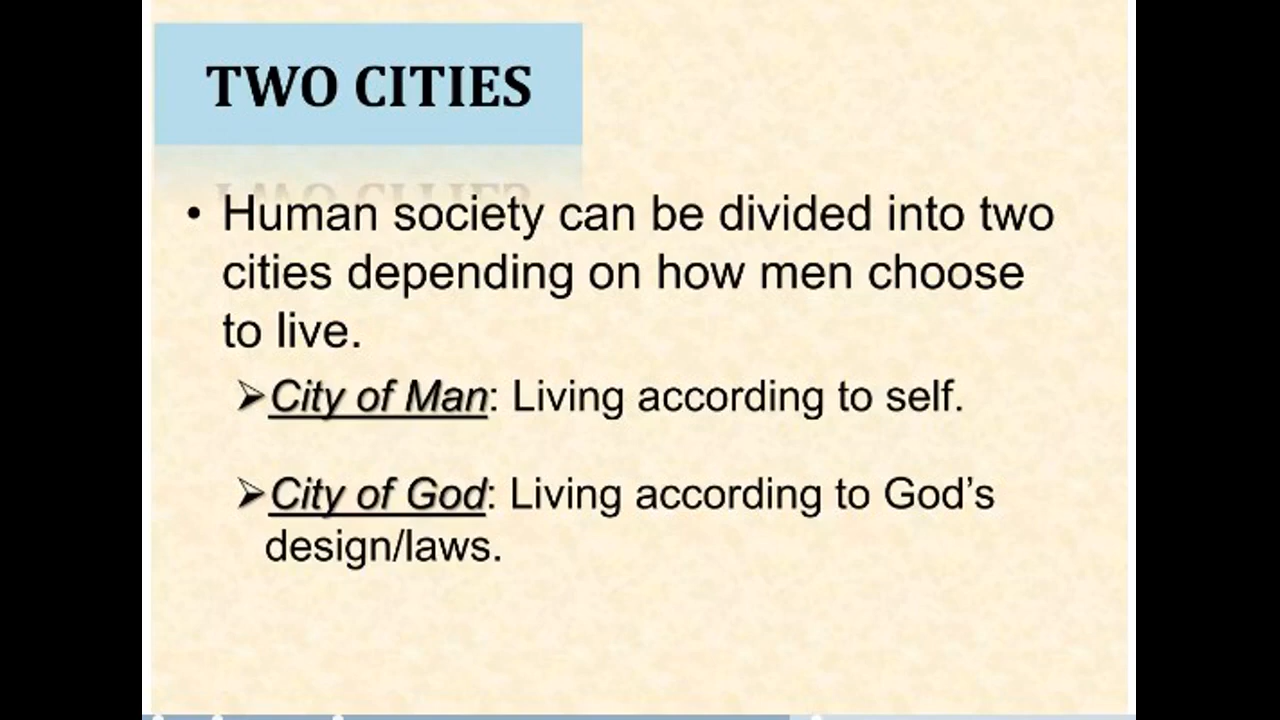 TWO CITIES
• Human society can be divided into two
cities depending on how men choose
to live.
➢City of Man: Living according to self.
➢City of God: Living according to God’s
design/laws.